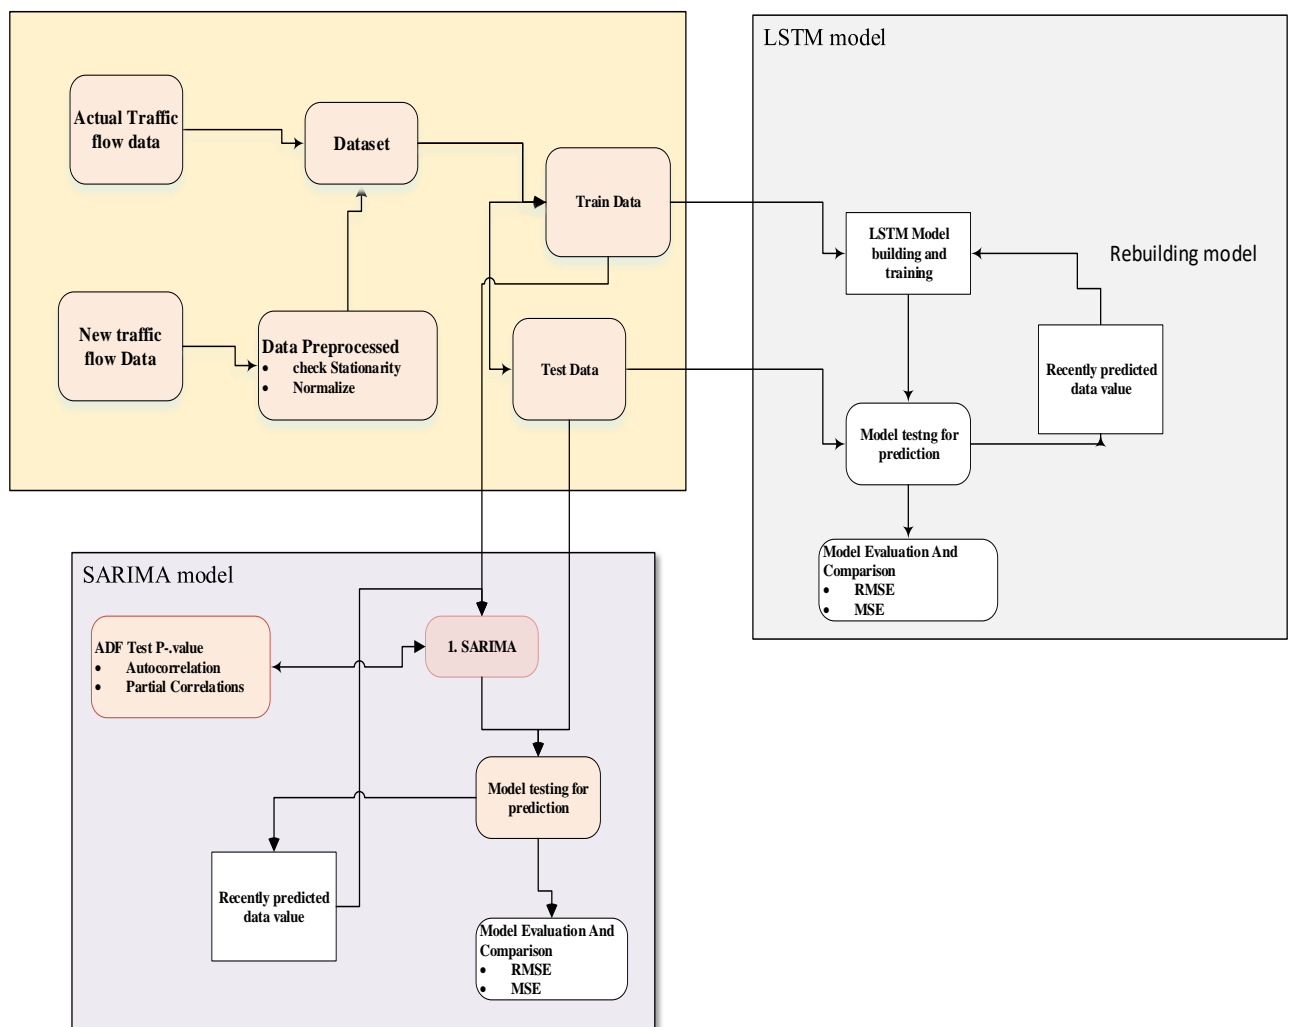 LSTM model
Actual Traffic
flow data
Dataset
Train Data
LSTM Model
building and
training
Rebuilding model
New traffic
flow Data
Data Preprocessed
• check Stationarity
• Normalize
Test Data
Recently predicted
data value
Model testng for
prediction
Model Evaluation And
Comparison
• RMSE
• MSE
SARIMA model
ADF Test P-.value
• Autocorrelation
• Partial Correlations
1. SARIMA
Model testing for
prediction
Recently predicted
data value
Model Evaluation And
Comparison
• RMSE
• MSE